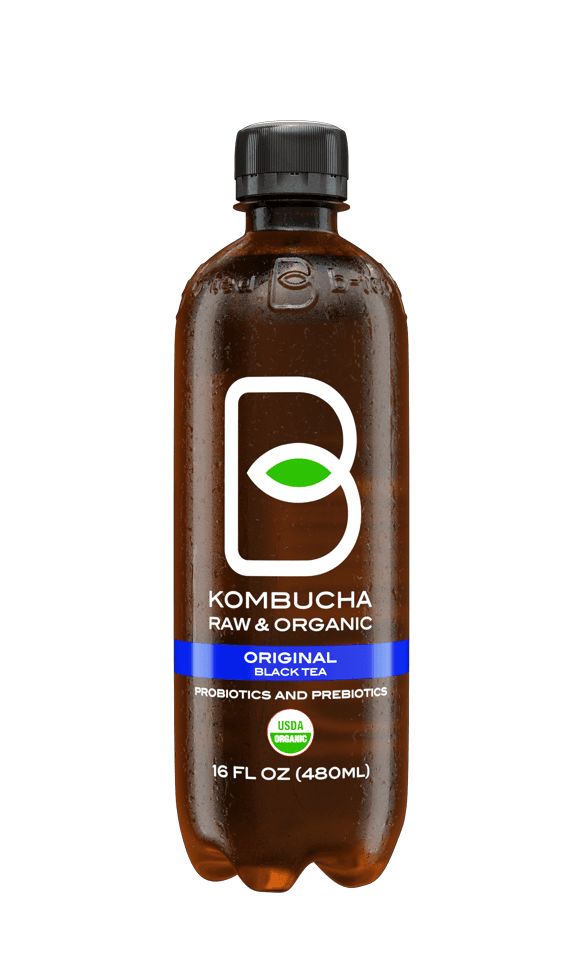 B
KOMBUCHA
RAW & ORGANIC
ORIGINAL
BLACK TEA
PROBIOTICS AND PREBIOTICS
USDA
ORGANIC
16 FL OZ (480ML)